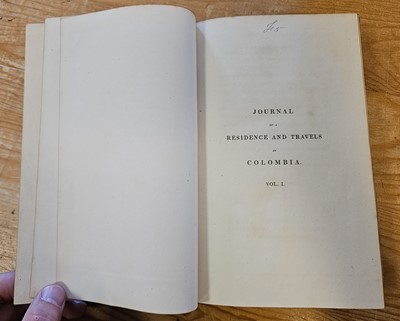 JOURNAL
OF A
RESIDENCE AND TRAVELS
IN
COLOMBIA.
VOL. I.